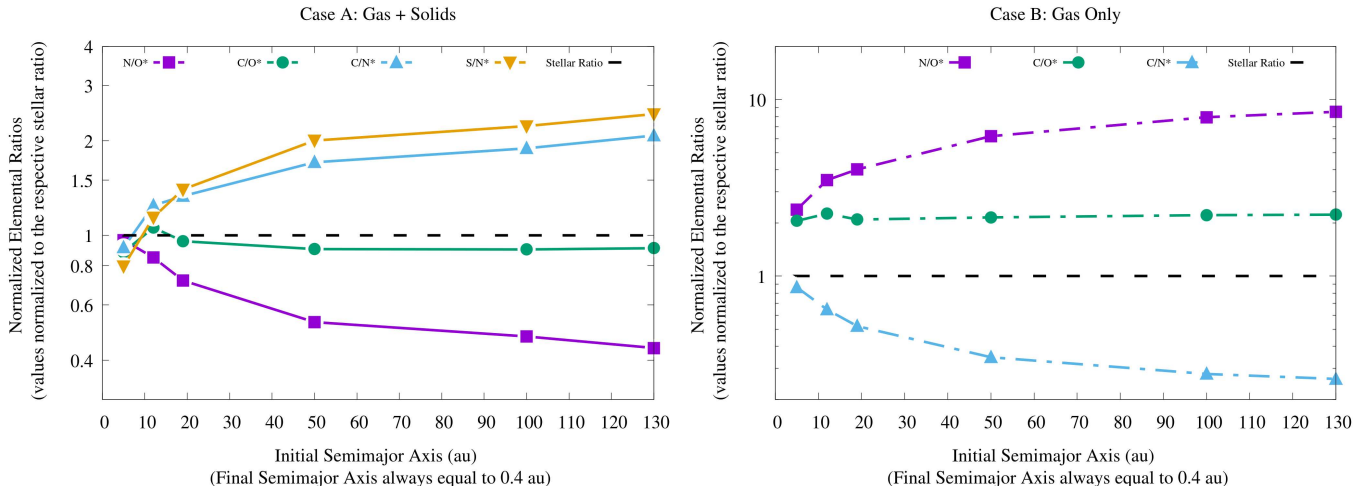 Case A: Gas + Solids
Normalized Elemental Ratios
(values normalized to the respective stellar ratio)
4
3
2
1.5
1
0.8
0.6
0.4
N/O*
C/O*
C/N*
S/N*
Stellar Ratio
0 10 20 30 40 50 60 70 80 90 100 110 120 130
Initial Semimajor Axis (au)
(Final Semimajor Axis always equal to 0.4 au)
Case B: Gas Only
Normalized Elemental Ratios
(values normalized to the respective stellar ratio)
10
1
N/O*
C/O*
C/N*
Stellar Ratio
0 10 20 30 40 50 60 70 80 90 100 110 120 130
Initial Semimajor Axis (au)
(Final Semimajor Axis always equal to 0.4 au)